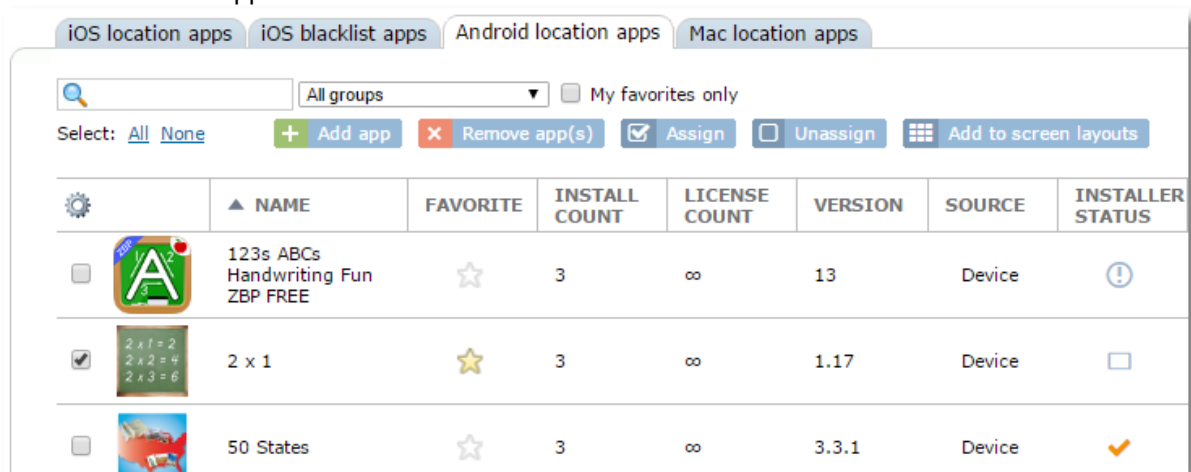 iOS location apps iOS blacklist apps Android location apps Mac location apps
All groups My favorites only
Select: All None Add app Remove app(s) Assign Unassign Add to screen layouts
NAME FAVORITE INSTALL COUNT LICENSE COUNT VERSION SOURCE INSTALLER STATUS
ZBP
123s ABCs
Handwriting Fun
ZBP FREE
3 ∞ 13 Device
2 x 1 = 2
2 x 2 = 4
2 x 3 = 6
2 x 1 3 ∞ 1.17 Device
50 States 3 ∞ 3.3.1 Device